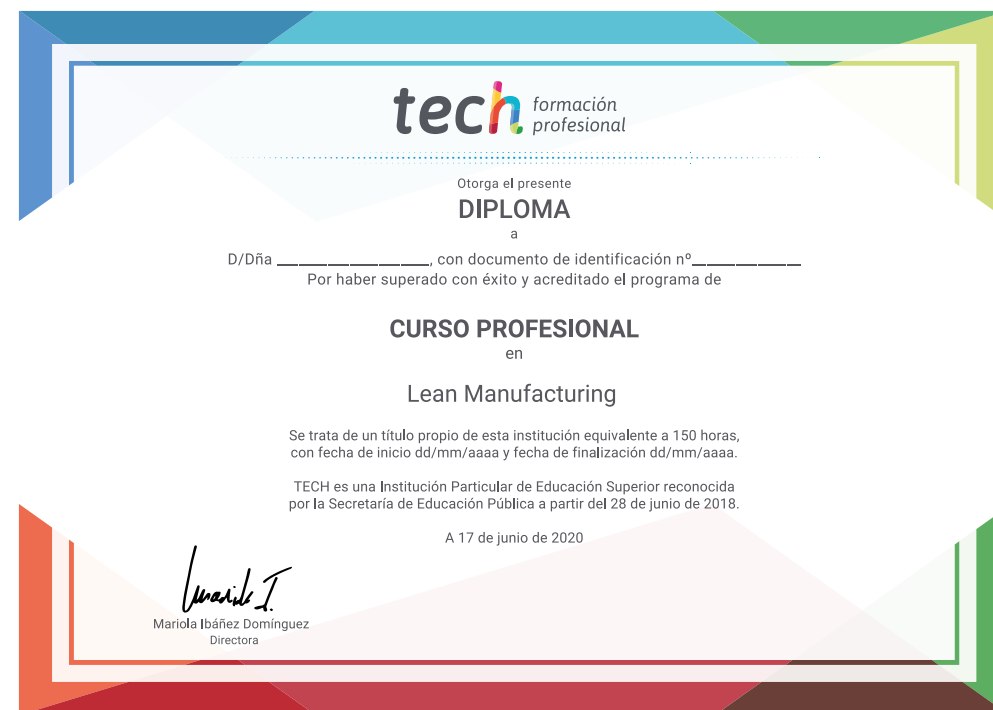 tech formación
profesional
Otorga el presente
DIPLOMA
a
D/Dña ____________________, con documento de identificación nº______________
Por haber superado con éxito y acreditado el programa de
CURSO PROFESIONAL
en
Lean Manufacturing
Se trata de un título propio de esta institución equivalente a 150 horas,
con fecha de inicio dd/mm/aaaa y fecha de finalización dd/mm/aaaa.
TECH es una Institución Particular de Educación Superior reconocida
por la Secretaría de Educación Pública a partir del 28 de junio de 2018.
A 17 de junio de 2020
Mariola Ibáñez Domínguez
Directora